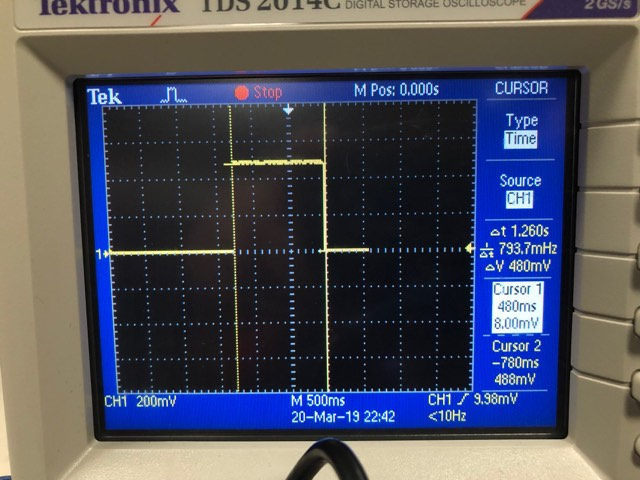 Tektronix TDS 2014C DIGITAL STORAGE OSCILLOSCOPE 2 GS/s
Tek Stop M Pos: 0.000s CURSOR
Type
Time
Source
CH1
Δt 1.260s
1/Δt 793.7mHz
ΔV 480mV
1
Cursor 1
480ms
8.00mV
Cursor 2
-780ms
488mV
CH1 200mV M 500ms CH1 9.98mV
20-Mar-19 22:42 <10Hz